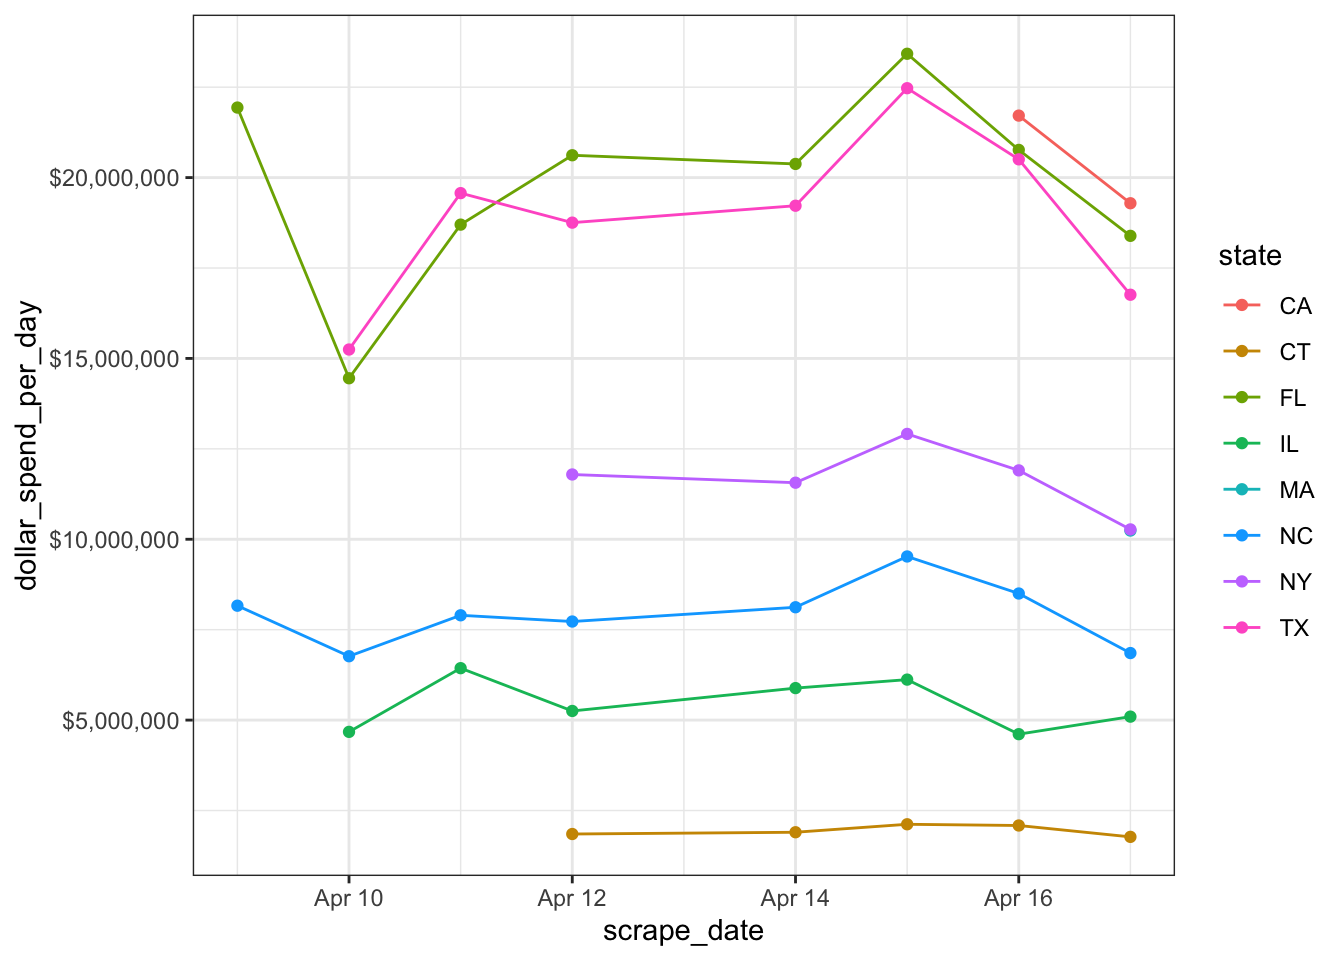 $20,000,000
$15,000,000
$10,000,000
$5,000,000
dollar_spend_per_day
Apr 10
Apr 12
Apr 14
Apr 16
scrape_date
state
CA
CT
FL
IL
MA
NC
NY
TX